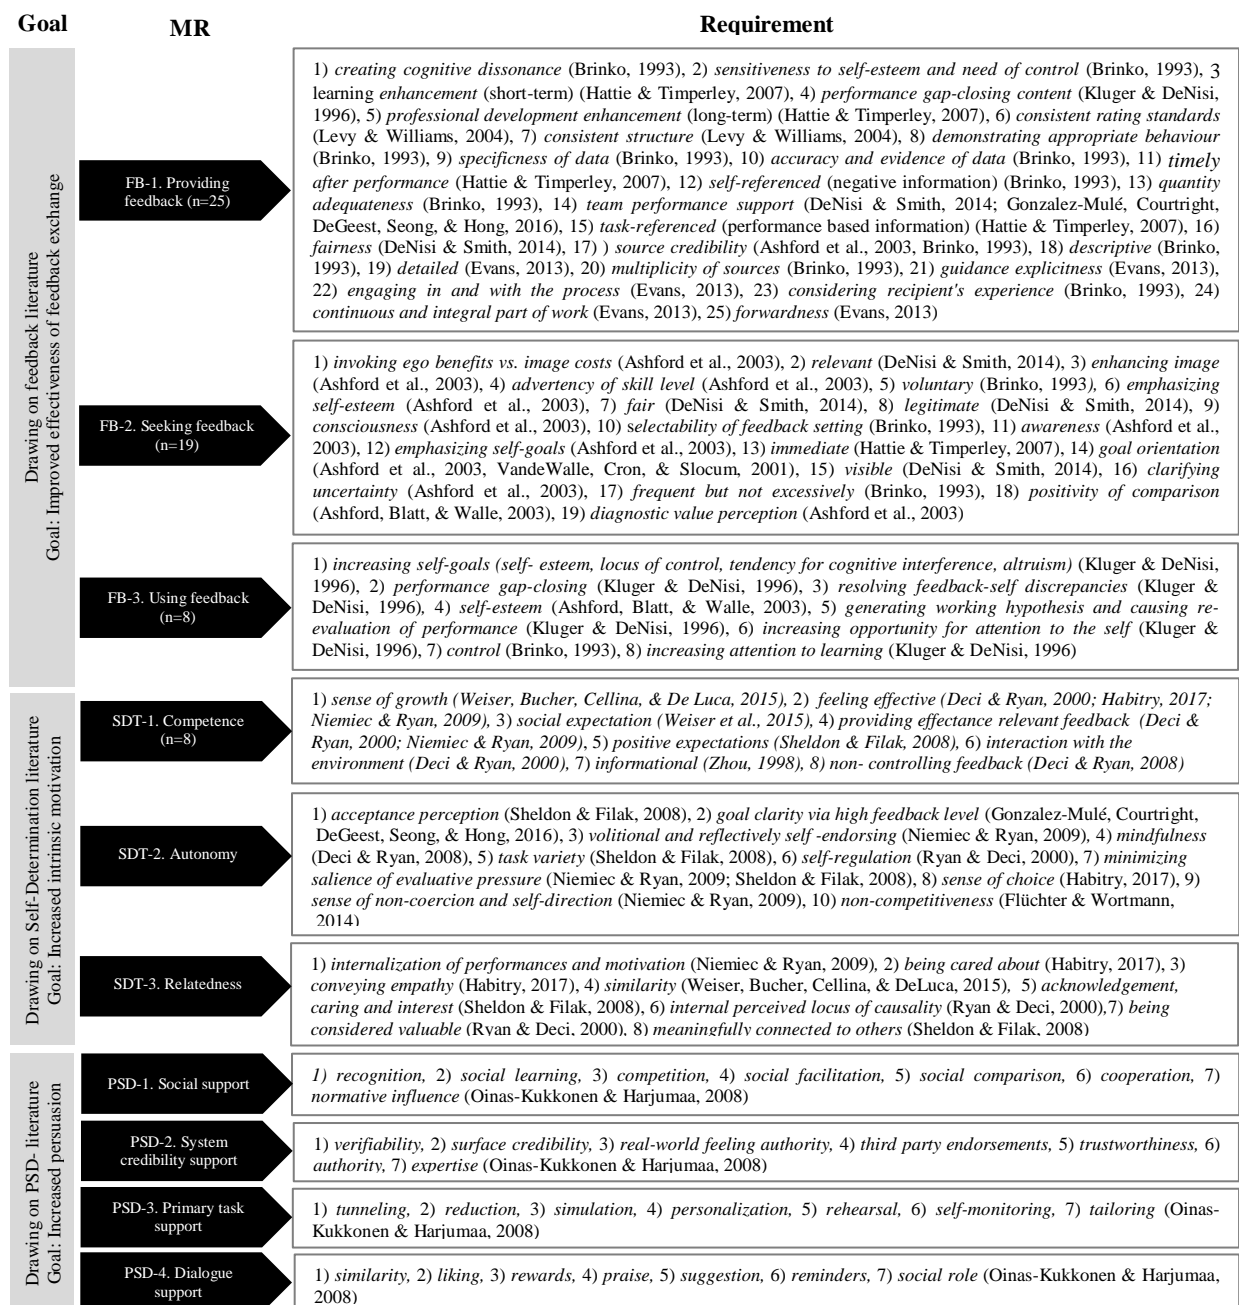 Goal
MR
Requirement
Drawing on feedback literature
Goal: Improved effectiveness of feedback exchange
FB-1. Providing
feedback (n=25)
1) creating cognitive dissonance (Brinko, 1993), 2) sensitiveness to self-esteem and need of control (Brinko, 1993), 3
learning enhancement (short-term) (Hattie & Timperley, 2007), 4) performance gap-closing content (Kluger & DeNisi,
1996), 5) professional development enhancement (long-term) (Hattie & Timperley, 2007), 6) consistent rating standards
(Levy & Williams, 2004), 7) consistent structure (Levy & Williams, 2004), 8) demonstrating appropriate behaviour
(Brinko, 1993), 9) specificness of data (Brinko, 1993), 10) accuracy and evidence of data (Brinko, 1993), 11) timely
after performance (Hattie & Timperley, 2007), 12) self-referenced (negative information) (Brinko, 1993), 13) quantity
adequateness (Brinko, 1993), 14) team performance support (DeNisi & Smith, 2014; Gonzalez-Mulé, Courtright,
DeGeest, Seong, & Hong, 2016), 15) task-referenced (performance based information) (Hattie & Timperley, 2007), 16)
fairness (DeNisi & Smith, 2014), 17) ) source credibility (Ashford et al., 2003, Brinko, 1993), 18) descriptive (Brinko,
1993), 19) detailed (Evans, 2013), 20) multiplicity of sources (Brinko, 1993), 21) guidance explicitness (Evans, 2013),
22) engaging in and with the process (Evans, 2013), 23) considering recipient's experience (Brinko, 1993), 24)
continuous and integral part of work (Evans, 2013), 25) forwardness (Evans, 2013)
FB-2. Seeking feedback
(n=19)
1) invoking ego benefits vs. image costs (Ashford et al., 2003), 2) relevant (DeNisi & Smith, 2014), 3) enhancing image
(Ashford et al., 2003), 4) advertency of skill level (Ashford et al., 2003), 5) voluntary (Brinko, 1993), 6) emphasizing
self-esteem (Ashford et al., 2003), 7) fair (DeNisi & Smith, 2014), 8) legitimate (DeNisi & Smith, 2014), 9)
consciousness (Ashford et al., 2003), 10) selectability of feedback setting (Brinko, 1993), 11) awareness (Ashford et al.,
2003), 12) emphasizing self-goals (Ashford et al., 2003), 13) immediate (Hattie & Timperley, 2007), 14) goal orientation
(Ashford et al., 2003, VandeWalle, Cron, & Slocum, 2001), 15) visible (DeNisi & Smith, 2014), 16) clarifying
uncertainty (Ashford et al., 2003), 17) frequent but not excessively (Brinko, 1993), 18) positivity of comparison
(Ashford, Blatt, & Walle, 2003), 19) diagnostic value perception (Ashford et al., 2003)
FB-3. Using feedback
(n=8)
1) increasing self-goals (self- esteem, locus of control, tendency for cognitive interference, altruism) (Kluger & DeNisi,
1996), 2) performance gap-closing (Kluger & DeNisi, 1996), 3) resolving feedback-self discrepancies (Kluger &
DeNisi, 1996), 4) self-esteem (Ashford, Blatt, & Walle, 2003), 5) generating working hypothesis and causing re-
evaluation of performance (Kluger & DeNisi, 1996), 6) increasing opportunity for attention to the self (Kluger &
DeNisi, 1996), 7) control (Brinko, 1993), 8) increasing attention to learning (Kluger & DeNisi, 1996)
Drawing on Self-Determination literature
Goal: Increased intrinsic motivation
SDT-1. Competence
(n=8)
1) sense of growth (Weiser, Bucher, Cellina, & De Luca, 2015), 2) feeling effective (Deci & Ryan, 2000; Habitry, 2017;
Niemiec & Ryan, 2009), 3) social expectation (Weiser et al., 2015), 4) providing effectance relevant feedback (Deci &
Ryan, 2000; Niemiec & Ryan, 2009), 5) positive expectations (Sheldon & Filak, 2008), 6) interaction with the
environment (Deci & Ryan, 2000), 7) informational (Zhou, 1998), 8) non- controlling feedback (Deci & Ryan, 2008)
SDT-2. Autonomy
1) acceptance perception (Sheldon & Filak, 2008), 2) goal clarity via high feedback level (Gonzalez-Mulé, Courtright,
DeGeest, Seong, & Hong, 2016), 3) volitional and reflectively self -endorsing (Niemiec & Ryan, 2009), 4) mindfulness
(Deci & Ryan, 2008), 5) task variety (Sheldon & Filak, 2008), 6) self-regulation (Ryan & Deci, 2000), 7) minimizing
salience of evaluative pressure (Niemiec & Ryan, 2009; Sheldon & Filak, 2008), 8) sense of choice (Habitry, 2017), 9)
sense of non-coercion and self-direction (Niemiec & Ryan, 2009), 10) non-competitiveness (Flüchter & Wortmann,
2014)
SDT-3. Relatedness
1) internalization of performances and motivation (Niemiec & Ryan, 2009), 2) being cared about (Habitry, 2017), 3)
conveying empathy (Habitry, 2017), 4) similarity (Weiser, Bucher, Cellina, & DeLuca, 2015), 5) acknowledgement,
caring and interest (Sheldon & Filak, 2008), 6) internal perceived locus of causality (Ryan & Deci, 2000),7) being
considered valuable (Ryan & Deci, 2000), 8) meaningfully connected to others (Sheldon & Filak, 2008)
Drawing on PSD- literature
Goal: Increased persuasion
PSD-1. Social support
1) recognition, 2) social learning, 3) competition, 4) social facilitation, 5) social comparison, 6) cooperation, 7)
normative influence (Oinas-Kukkonen & Harjumaa, 2008)
PSD-2. System
credibility support
1) verifiability, 2) surface credibility, 3) real-world feeling authority, 4) third party endorsements, 5) trustworthiness, 6)
authority, 7) expertise (Oinas-Kukkonen & Harjumaa, 2008)
PSD-3. Primary task
support
1) tunneling, 2) reduction, 3) simulation, 4) personalization, 5) rehearsal, 6) self-monitoring, 7) tailoring (Oinas-
Kukkonen & Harjumaa, 2008)
PSD-4. Dialogue
support
1) similarity, 2) liking, 3) rewards, 4) praise, 5) suggestion, 6) reminders, 7) social role (Oinas-Kukkonen & Harjumaa,
2008)